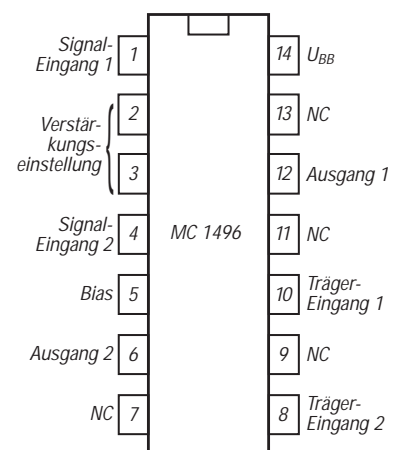 Signal-
Eingang 1
1
2
Verstär-
kungs-
einstellung
3
Signal-
Eingang 2
4
Bias 5
Ausgang 2 6
NC 7
MC 1496
14 U_BB
13 NC
12 Ausgang 1
11 NC
10 Träger-
Eingang 1
9 NC
8 Träger-
Eingang 2